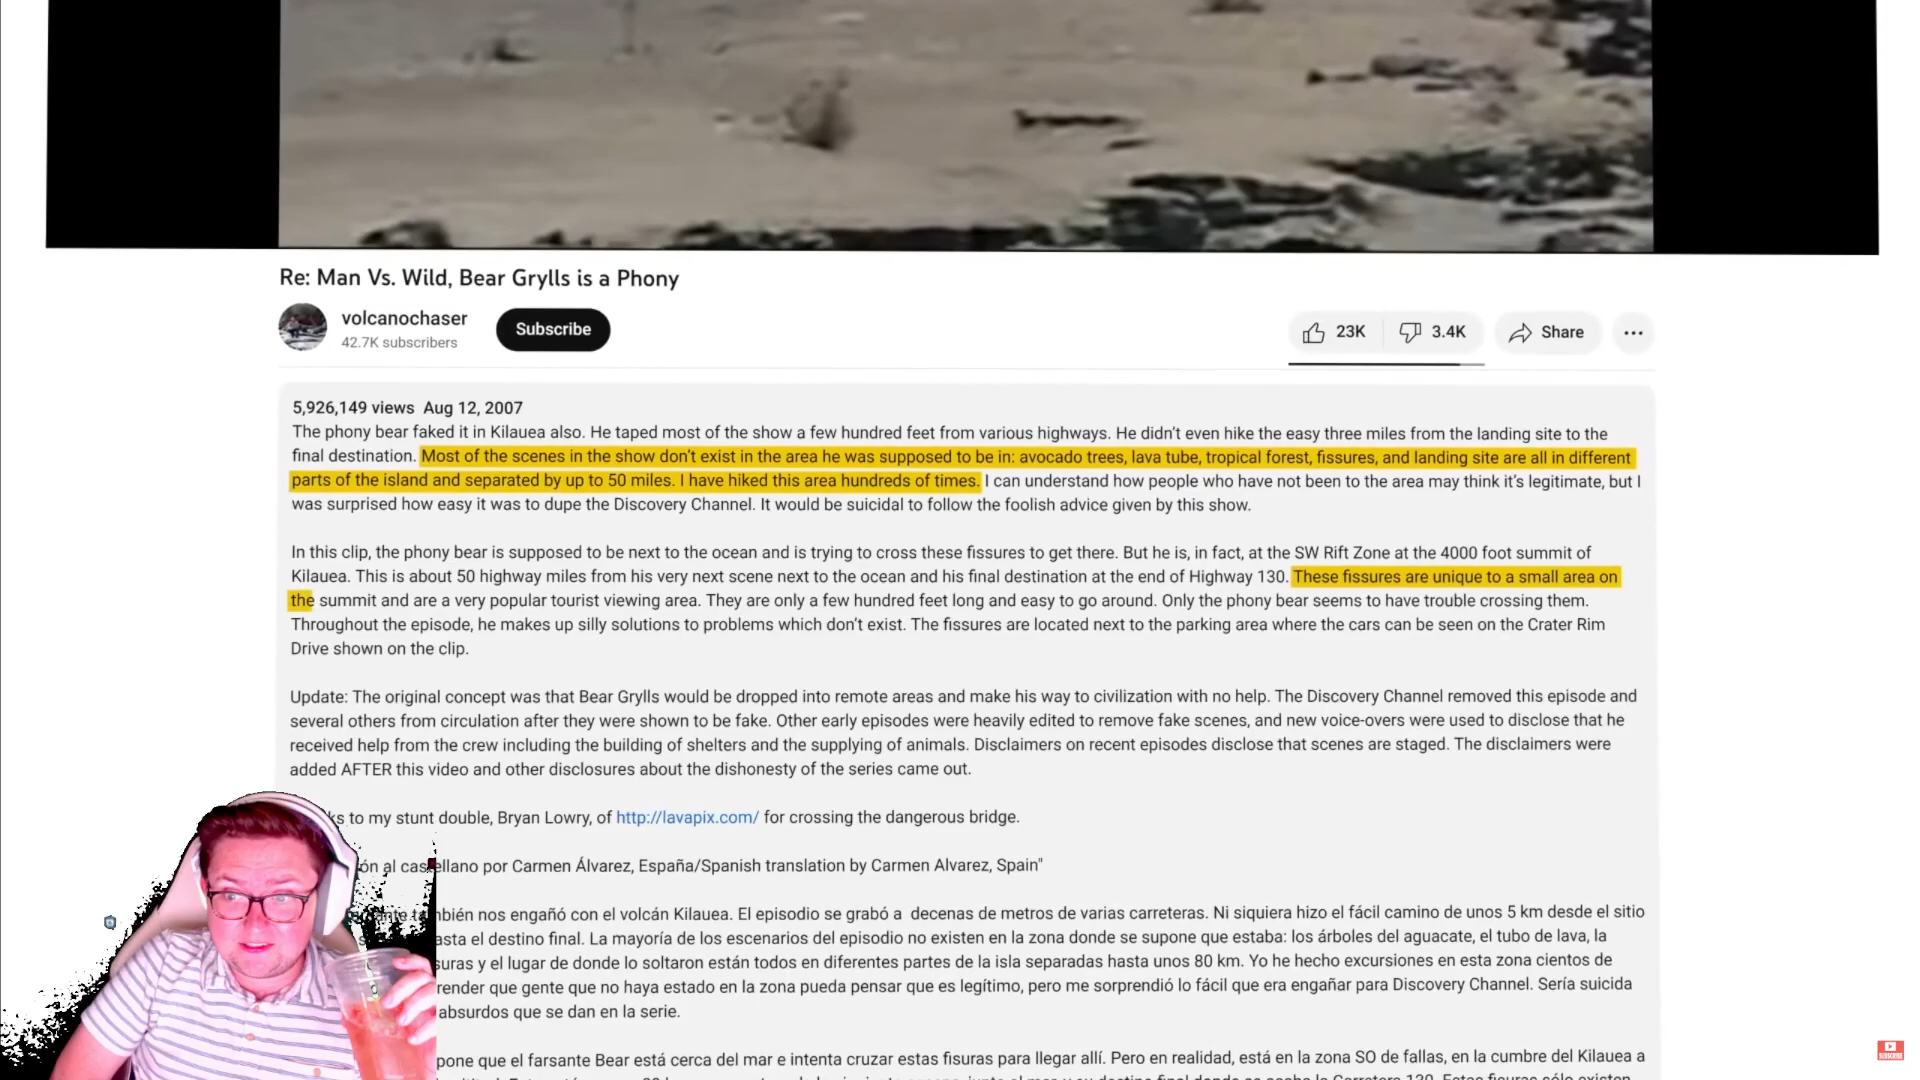 Re: Man Vs. Wild, Bear Grylls is a Phony
volcanochaser
42.7K subscribers
Subscribe
23K
3.4K
Share
5,926,149 views Aug 12, 2007
The phony bear faked it in Kilauea also. He taped most of the show a few hundred feet from various highways. He didn't even hike the easy three miles from the landing site to the
final destination. Most of the scenes in the show don't exist in the area he was supposed to be in: avocado trees, lava tube, tropical forest, fissures, and landing site are all in different
parts of the island and separated by up to 50 miles. I have hiked this area hundreds of times. I can understand how people who have not been to the area may think it's legitimate, but I
was surprised how easy it was to dupe the Discovery Channel. It would be suicidal to follow the foolish advice given by this show.
In this clip, the phony bear is supposed to be next to the ocean and is trying to cross these fissures to get there. But he is, in fact, at the SW Rift Zone at the 4000 foot summit of
Kilauea. This is about 50 highway miles from his very next scene next to the ocean and his final destination at the end of Highway 130. These fissures are unique to a small area on
the summit and are a very popular tourist viewing area. They are only a few hundred feet long and easy to go around. Only the phony bear seems to have trouble crossing them.
Throughout the episode, he makes up silly solutions to problems which don't exist. The fissures are located next to the parking area where the cars can be seen on the Crater Rim
Drive shown on the clip.
Update: The original concept was that Bear Grylls would be dropped into remote areas and make his way to civilization with no help. The Discovery Channel removed this episode and
several others from circulation after they were shown to be fake. Other early episodes were heavily edited to remove fake scenes, and new voice-overs were used to disclose that he
received help from the crew including the building of shelters and the supplying of animals. Disclaimers on recent episodes disclose that scenes are staged. The disclaimers were
added AFTER this video and other disclosures about the dishonesty of the series came out.
to my stunt double, Bryan Lowry, of http://lavapix.com/ for crossing the dangerous bridge.
al castellano por Carmen Álvarez, España/Spanish translation by Carmen Alvarez, Spain"
también nos engañó con el volcán Kilauea. El episodio se grabó a decenas de metros de varias carreteras. Ni siquiera hizo el fácil camino de unos 5 km desde el sitio
hasta el destino final. La mayoría de los escenarios del episodio no existen en la zona donde se supone que estaba: los árboles del aguacate, el tubo de lava, la
y el lugar de donde lo soltaron están todos en diferentes partes de la isla separadas hasta unos 80 km. Yo he hecho excursiones en esta zona cientos de
que gente que no haya estado en la zona pueda pensar que es legítimo, pero me sorprendió lo fácil que era engañar para Discovery Channel. Sería suicida
absurdos que se dan en la serie.
pone que el farsante Bear está cerca del mar e intenta cruzar estas fisuras para llegar allí. Pero en realidad, está en la zona SO de fallas, en la cumbre del Kilauea a
SUBSCRIBE